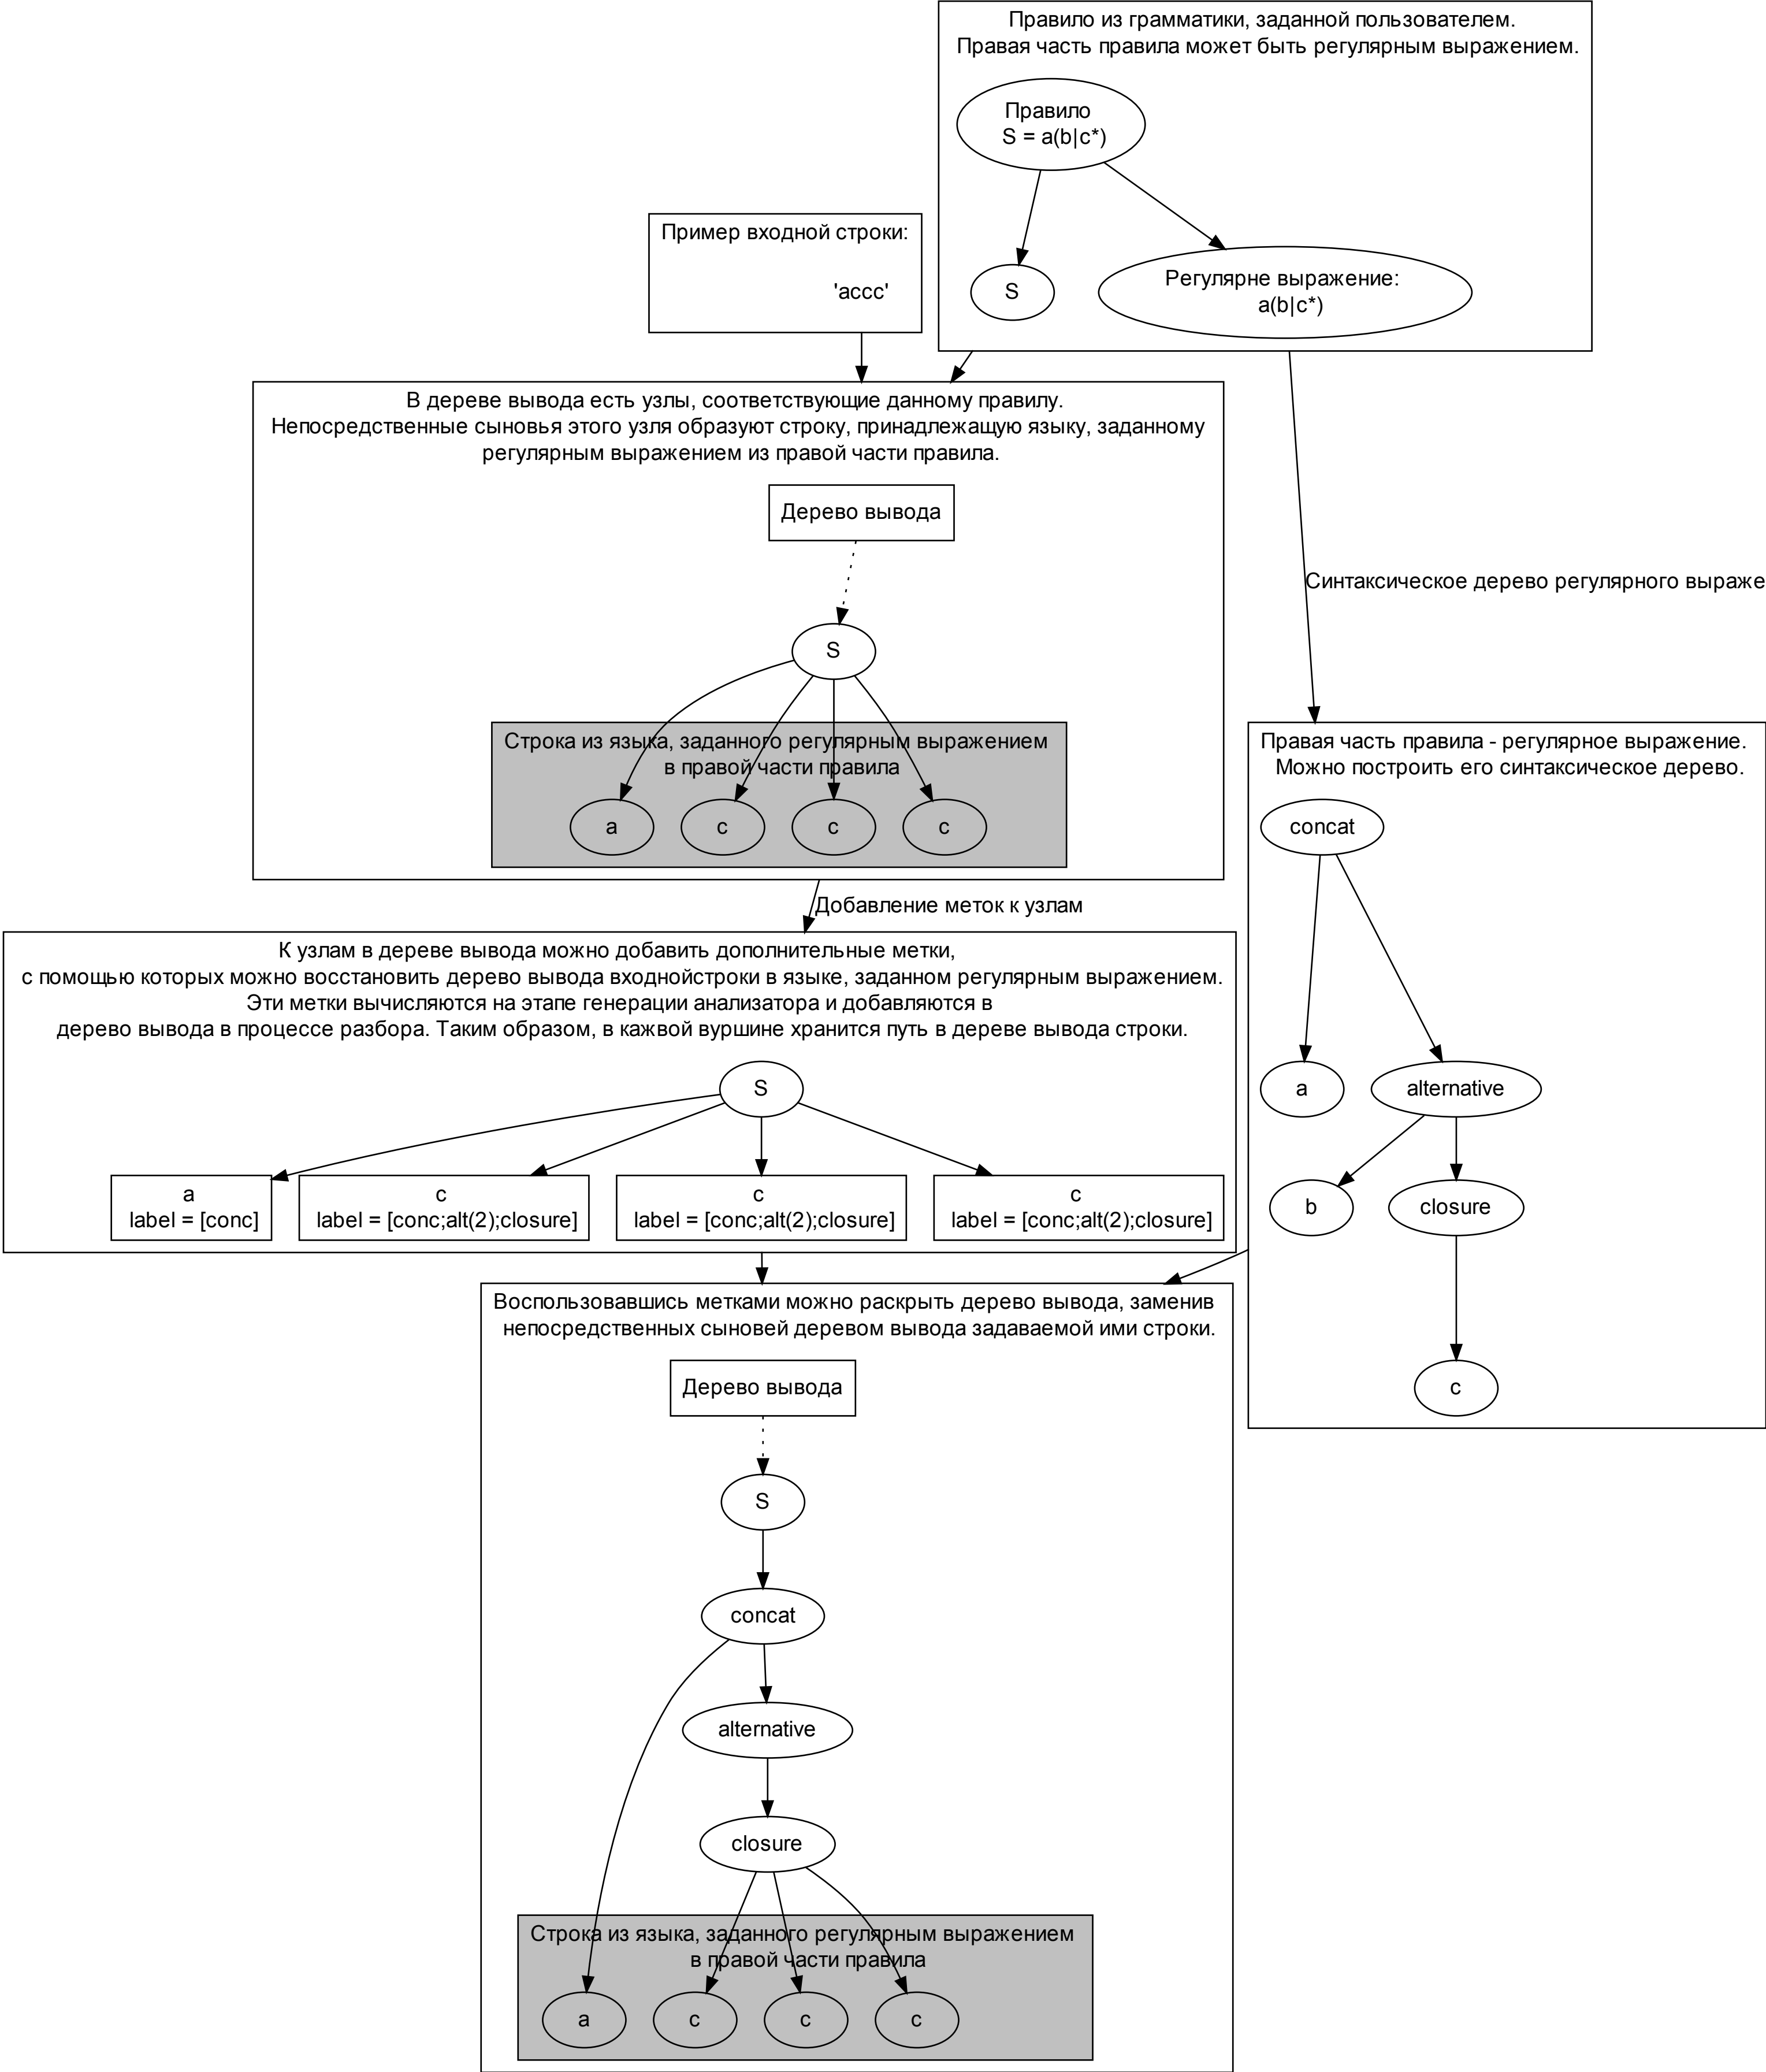 Правило из грамматики, заданной пользователем.
Правая часть правила может быть регулярным выражением.
Правило
S = a(b|c*)
S
Регулярне выражение:
a(b|c*)
Пример входной строки:
'accc'
В дереве вывода есть узлы, соответствующие данному правилу.
Непосредственные сыновья этого узля образуют строку, принадлежащую языку, заданному
регулярным выражением из правой части правила.
Дерево вывода
S
Строка из языка, заданного регулярным выражением
в правой части правила
a
c
c
c
Синтаксическое дерево регулярного выраже
Правая часть правила - регулярное выражение.
Можно построить его синтаксическое дерево.
concat
a
alternative
b
closure
c
Добавление меток к узлам
К узлам в дереве вывода можно добавить дополнительные метки,
с помощью которых можно восстановить дерево вывода входнойстроки в языке, заданном регулярным выражением.
Эти метки вычисляются на этапе генерации анализатора и добавляются в
дерево вывода в процессе разбора. Таким образом, в кажвой вуршине хранится путь в дереве вывода строки.
S
a
label = [conc]
c
label = [conc;alt(2);closure]
c
label = [conc;alt(2);closure]
c
label = [conc;alt(2);closure]
Воспользовавшись метками можно раскрыть дерево вывода, заменив
непосредственных сыновей деревом вывода задаваемой ими строки.
Дерево вывода
S
concat
alternative
closure
Строка из языка, заданного регулярным выражением
в правой части правила
a
c
c
c